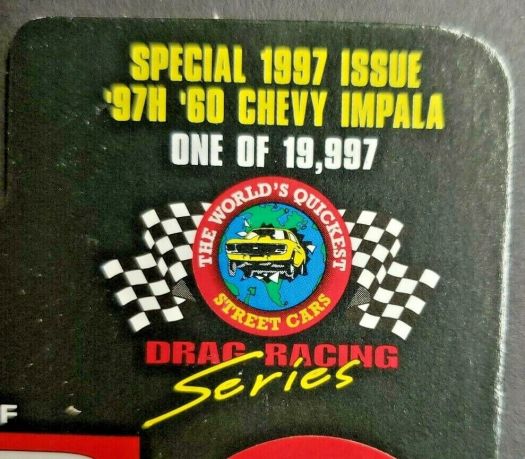 SPECIAL 1997 ISSUE
'97H '60 CHEVY IMPALA
ONE OF 19,997
THE WORLD'S QUICKEST
STREET CARS
DRAG RACING
Series
F